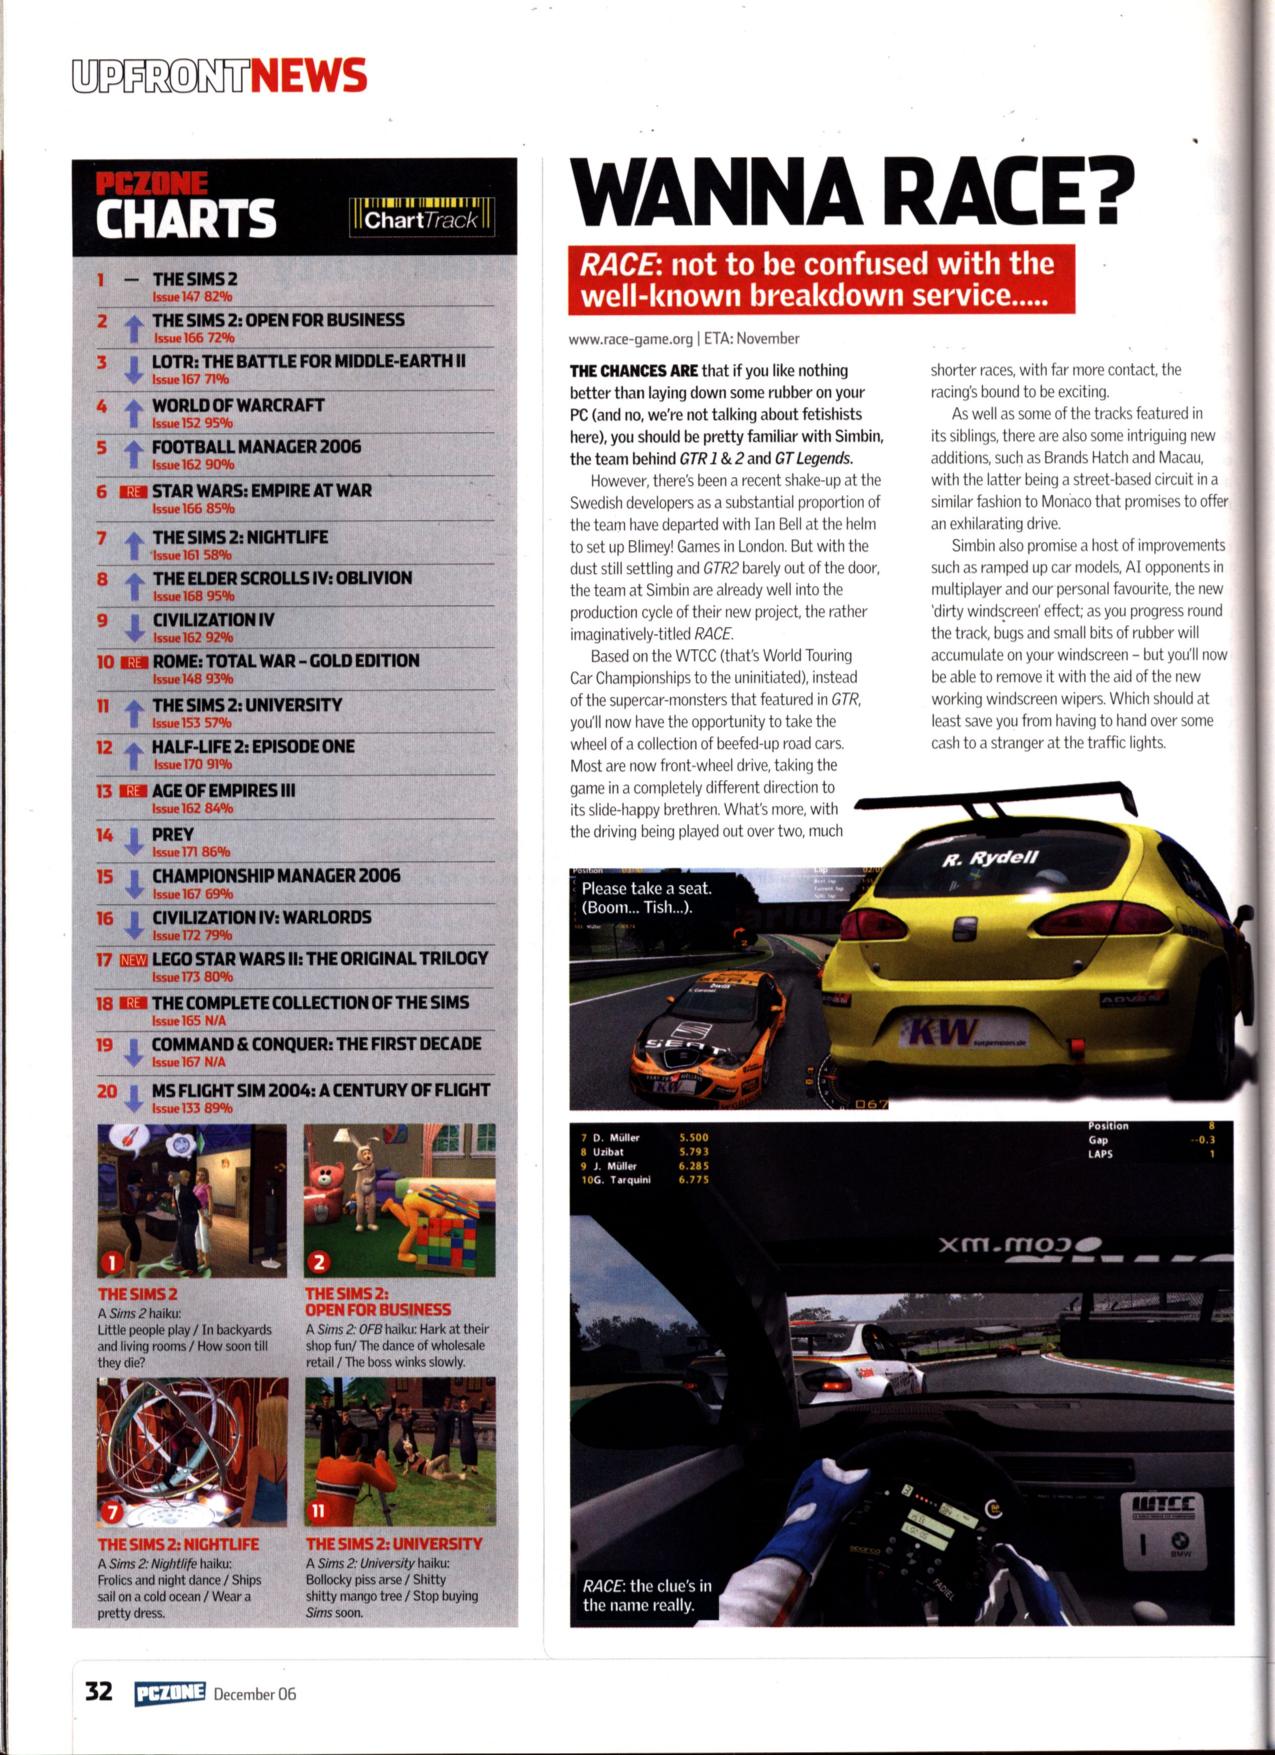 UPFRONTNEWS
PCZONE
CHARTS
ChartTrack
1 — THE SIMS 2
Issue 147 82%
2 THE SIMS 2: OPEN FOR BUSINESS
Issue 166 72%
3 LOTR: THE BATTLE FOR MIDDLE-EARTH II
Issue 167 71%
4 WORLD OF WARCRAFT
Issue 152 95%
5 FOOTBALL MANAGER 2006
Issue 162 90%
6 RE STAR WARS: EMPIRE AT WAR
Issue 166 85%
7 THE SIMS 2: NIGHTLIFE
Issue 161 58%
8 THE ELDER SCROLLS IV: OBLIVION
Issue 168 95%
9 CIVILIZATION IV
Issue 162 92%
10 RE ROME: TOTAL WAR – GOLD EDITION
Issue 148 93%
11 THE SIMS 2: UNIVERSITY
Issue 153 57%
12 HALF-LIFE 2: EPISODE ONE
Issue 170 91%
13 RE AGE OF EMPIRES III
Issue 162 84%
14 PREY
Issue 171 86%
15 CHAMPIONSHIP MANAGER 2006
Issue 167 69%
16 CIVILIZATION IV: WARLORDS
Issue 172 79%
17 NEW LEGO STAR WARS II: THE ORIGINAL TRILOGY
Issue 173 80%
18 RE THE COMPLETE COLLECTION OF THE SIMS
Issue 165 N/A
19 COMMAND & CONQUER: THE FIRST DECADE
Issue 167 N/A
20 MS FLIGHT SIM 2004: A CENTURY OF FLIGHT
Issue 133 89%
1
THE SIMS 2
A Sims 2 haiku:
Little people play / In backyards
and living rooms / How soon till
they die?
2
THE SIMS 2:
OPEN FOR BUSINESS
A Sims 2: OFB haiku: Hark at their
shop fun/ The dance of wholesale
retail / The boss winks slowly.
7
THE SIMS 2: NIGHTLIFE
A Sims 2: Nightlife haiku:
Frolics and night dance / Ships
sail on a cold ocean / Wear a
pretty dress.
11
THE SIMS 2: UNIVERSITY
A Sims 2: University haiku:
Bollocky piss arse / Shitty
shitty mango tree / Stop buying
Sims soon.
WANNA RACE?
RACE: not to be confused with the
well-known breakdown service.....
www.race-game.org | ETA: November
THE CHANCES ARE that if you like nothing
better than laying down some rubber on your
PC (and no, we're not talking about fetishists
here), you should be pretty familiar with Simbin,
the team behind GTR 1 & 2 and GT Legends.
However, there's been a recent shake-up at the
Swedish developers as a substantial proportion of
the team have departed with Ian Bell at the helm
to set up Blimey! Games in London. But with the
dust still settling and GTR2 barely out of the door,
the team at Simbin are already well into the
production cycle of their new project, the rather
imaginatively-titled RACE.
Based on the WTCC (that's World Touring
Car Championships to the uninitiated), instead
of the supercar-monsters that featured in GTR,
you'll now have the opportunity to take the
wheel of a collection of beefed-up road cars.
Most are now front-wheel drive, taking the
game in a completely different direction to
its slide-happy brethren. What's more, with
the driving being played out over two, much
shorter races, with far more contact, the
racing's bound to be exciting.
As well as some of the tracks featured in
its siblings, there are also some intriguing new
additions, such as Brands Hatch and Macau,
with the latter being a street-based circuit in a
similar fashion to Monaco that promises to offer
an exhilarating drive.
Simbin also promise a host of improvements
such as ramped up car models, AI opponents in
multiplayer and our personal favourite, the new
'dirty windscreen' effect; as you progress round
the track, bugs and small bits of rubber will
accumulate on your windscreen – but you'll now
be able to remove it with the aid of the new
working windscreen wipers. Which should at
least save you from having to hand over some
cash to a stranger at the traffic lights.
Position
Lap
Please take a seat.
(Boom... Tish...).
R. Rydell
SEAT
KW
KW
ADVAN
067
7 D. Müller 5.500
8 Uzibat 5.793
9 J. Müller 6.285
10G. Tarquini 6.775
Position 8
Gap --0.3
LAPS 1
com.mx
Castrol
sparco
FADIEL
WTCC
BMW
RACE: the clue's in
the name really.
32 PCZONE December 06